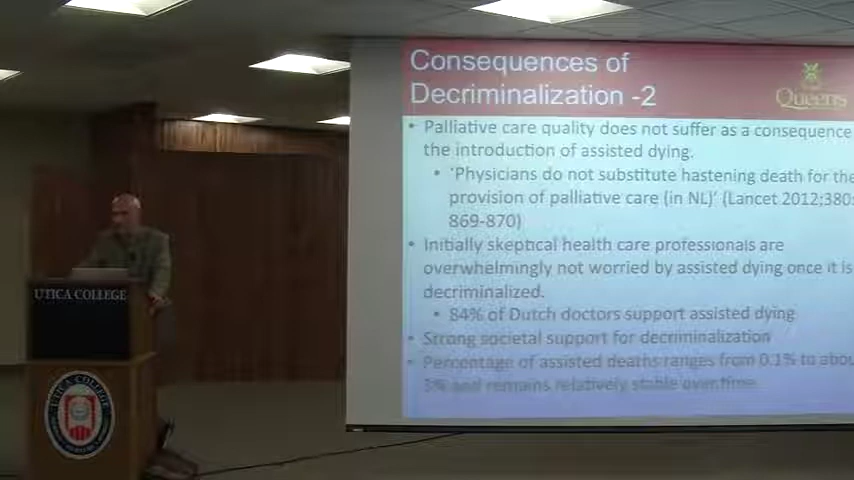 Consequences of
Decriminalization -2
Queens
• Palliative care quality does not suffer as a consequence
the introduction of assisted dying.
• 'Physicians do not substitute hastening death for the
provision of palliative care (in NL)' (Lancet 2012;380:
869-870)
• Initially skeptical health care professionals are
overwhelmingly not worried by assisted dying once it is
decriminalized.
• 84% of Dutch doctors support assisted dying
• Strong societal support for decriminalization
• Percentage of assisted deaths ranges from 0.1% to abou
3% and remains relatively stable over time.
UTICA COLLEGE
UTICA COLLEGE